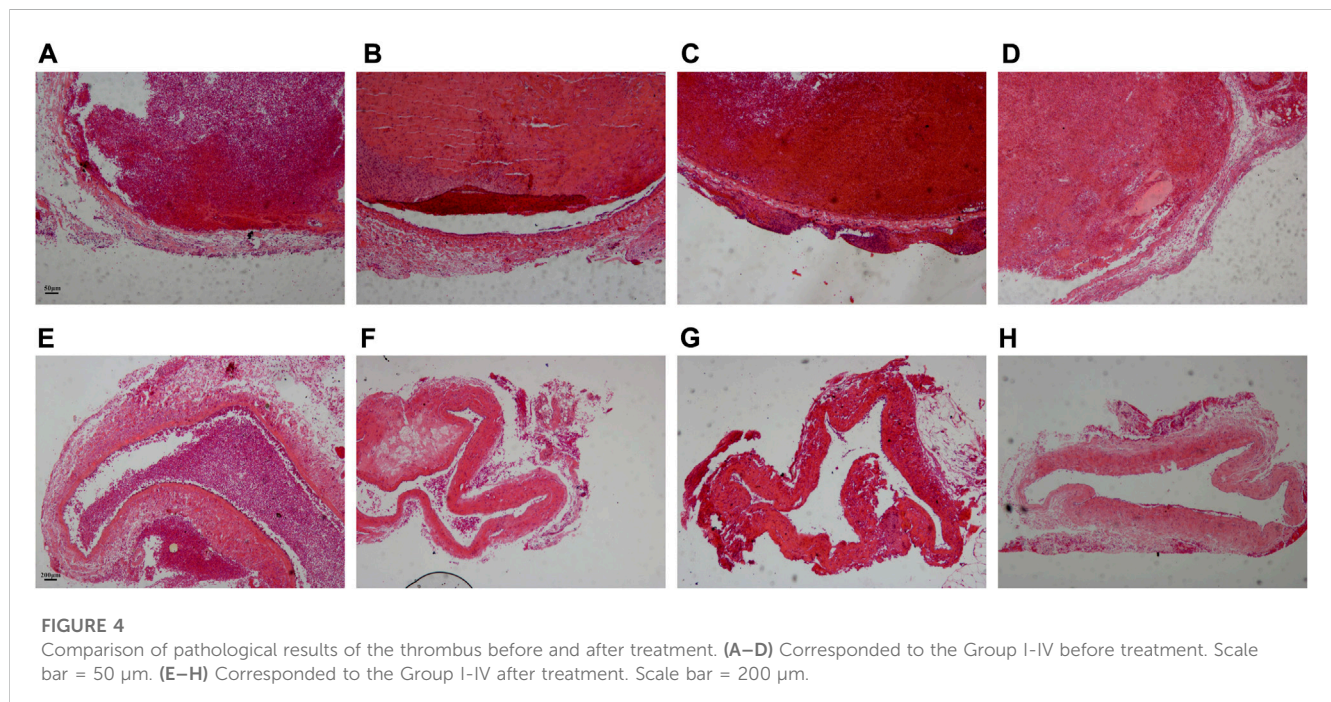 A
B
C
D
50μm
E
F
G
H
200μm
FIGURE 4
Comparison of pathological results of the thrombus before and after treatment. (A–D) Corresponded to the Group I-IV before treatment. Scale
bar = 50 μm. (E–H) Corresponded to the Group I-IV after treatment. Scale bar = 200 μm.